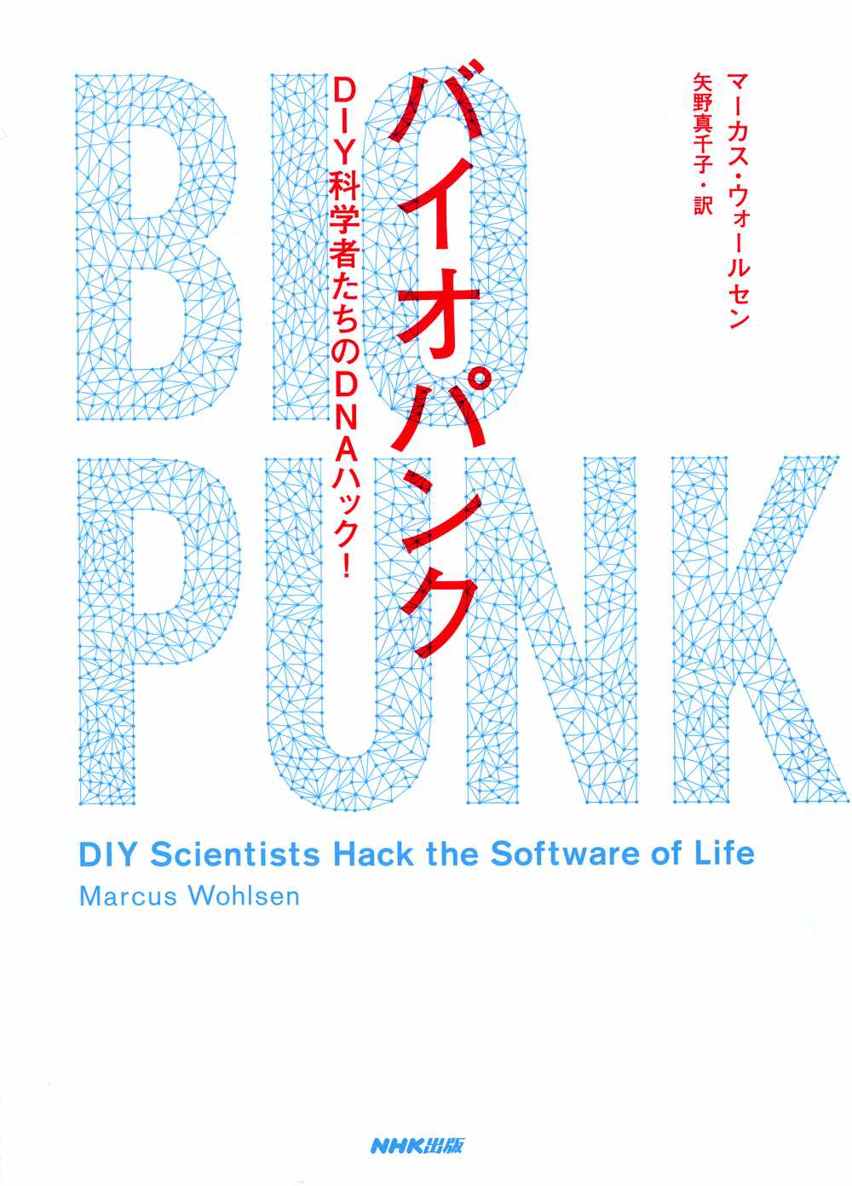 マーカス・ウォールセン
矢野真千子・訳
バイオパンク
DIY科学者たちのDNAハック!
BIO
PUNK
DIY Scientists Hack the Software of Life
Marcus Wohlsen
NHK出版